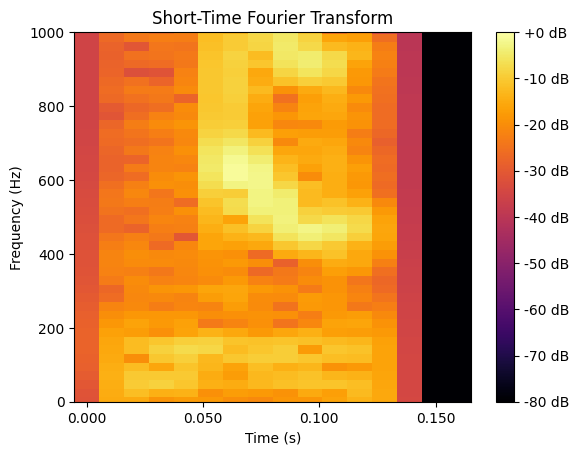 Short-Time Fourier Transform
1000
800
600
400
200
0
Frequency (Hz)
0.000
0.050
0.100
0.150
Time (s)
+0 dB
-10 dB
-20 dB
-30 dB
-40 dB
-50 dB
-60 dB
-70 dB
-80 dB